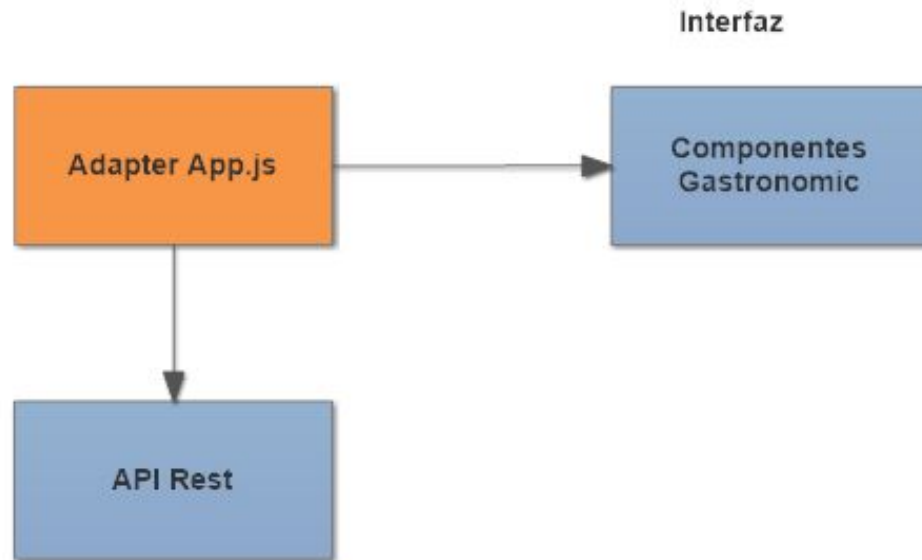 Interfaz
Adapter App.js
Componentes
Gastronomic
API Rest